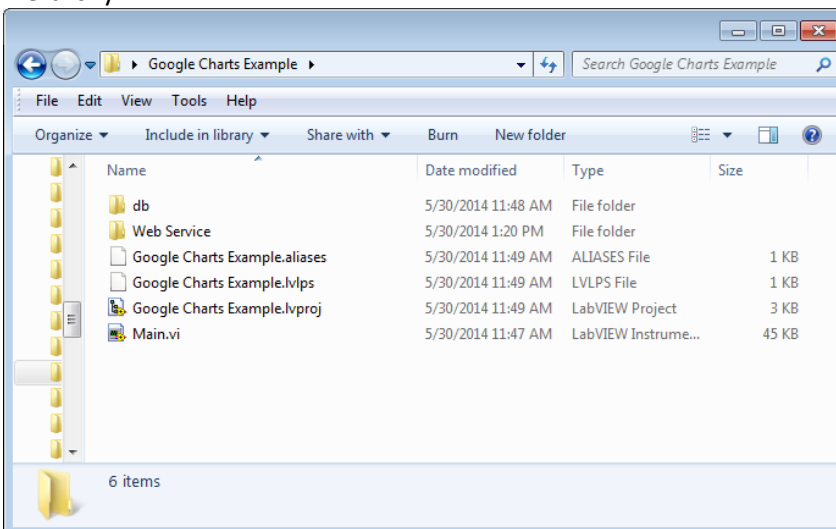 Google Charts Example
Search Google Charts Example
File Edit View Tools Help
Organize Include in library Share with Burn New folder
Name Date modified Type Size
db 5/30/2014 11:48 AM File folder
Web Service 5/30/2014 1:20 PM File folder
Google Charts Example.aliases 5/30/2014 11:49 AM ALIASES File 1 KB
Google Charts Example.lvlps 5/30/2014 11:49 AM LVLPS File 1 KB
Google Charts Example.lvproj 5/30/2014 11:49 AM LabVIEW Project 3 KB
Main.vi 5/30/2014 11:47 AM LabVIEW Instrume... 45 KB
6 items